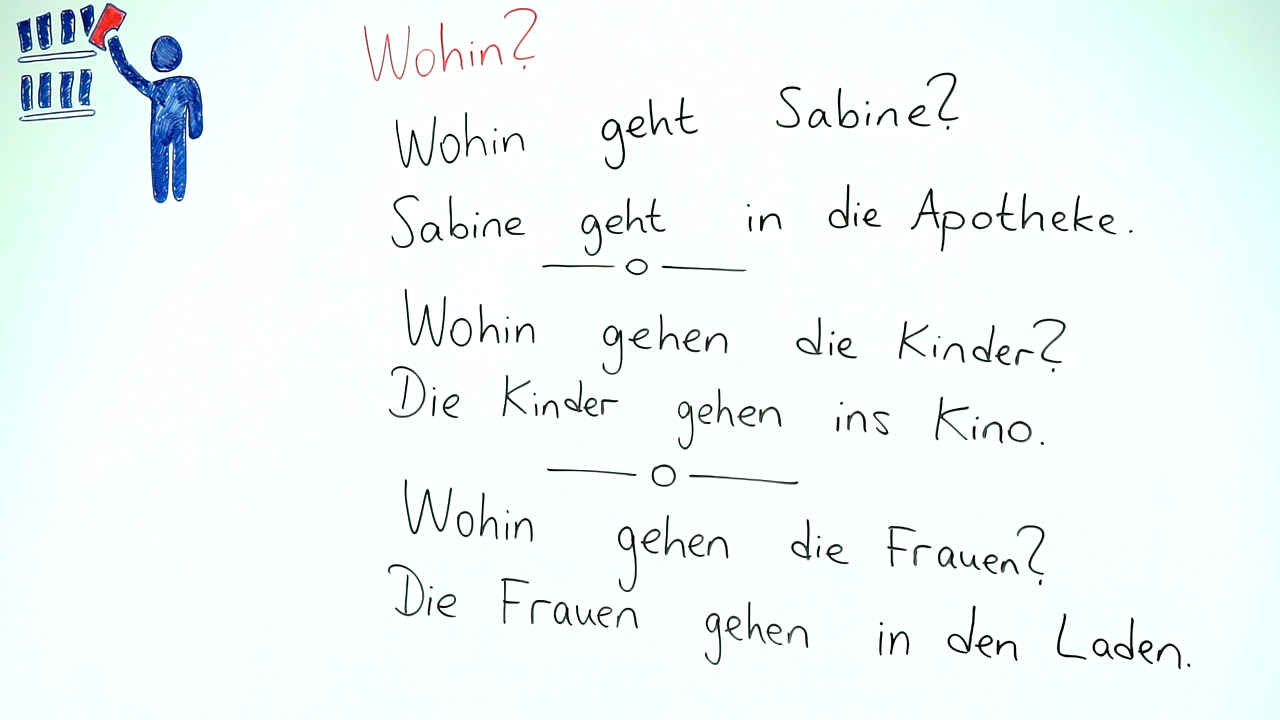 Wohin?
Wohin geht Sabine?
Sabine geht in die Apotheke.
Wohin gehen die Kinder?
Die Kinder gehen ins Kino.
Wohin gehen die Frauen?
Die Frauen gehen in den Laden.